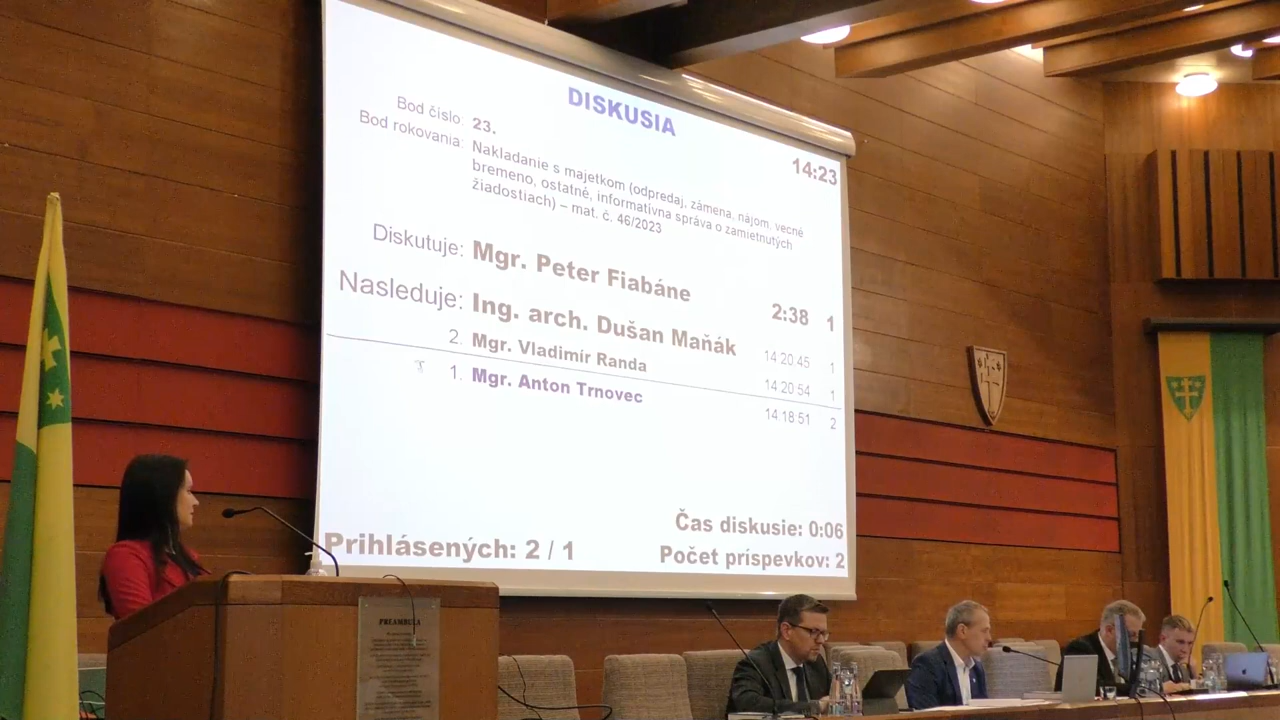 DISKUSIA
14:23
Bod číslo: 23.
Bod rokovania: Nakladanie s majetkom (odpredaj, zámena, nájom, vecné
bremeno, ostatné, informatívna správa o zamietnutých
žiadostiach) – mat. č. 46/2023
Diskutuje: Mgr. Peter Fiabáne 2:38 1
Nasleduje: Ing. arch. Dušan Maňák 14:20:45 1
2. Mgr. Vladimír Randa 14:20:54 1
1. Mgr. Anton Trnovec 14:18:51 2
Čas diskusie: 0:06
Prihlásených: 2 / 1
Počet príspevkov: 2
PREAMBULA